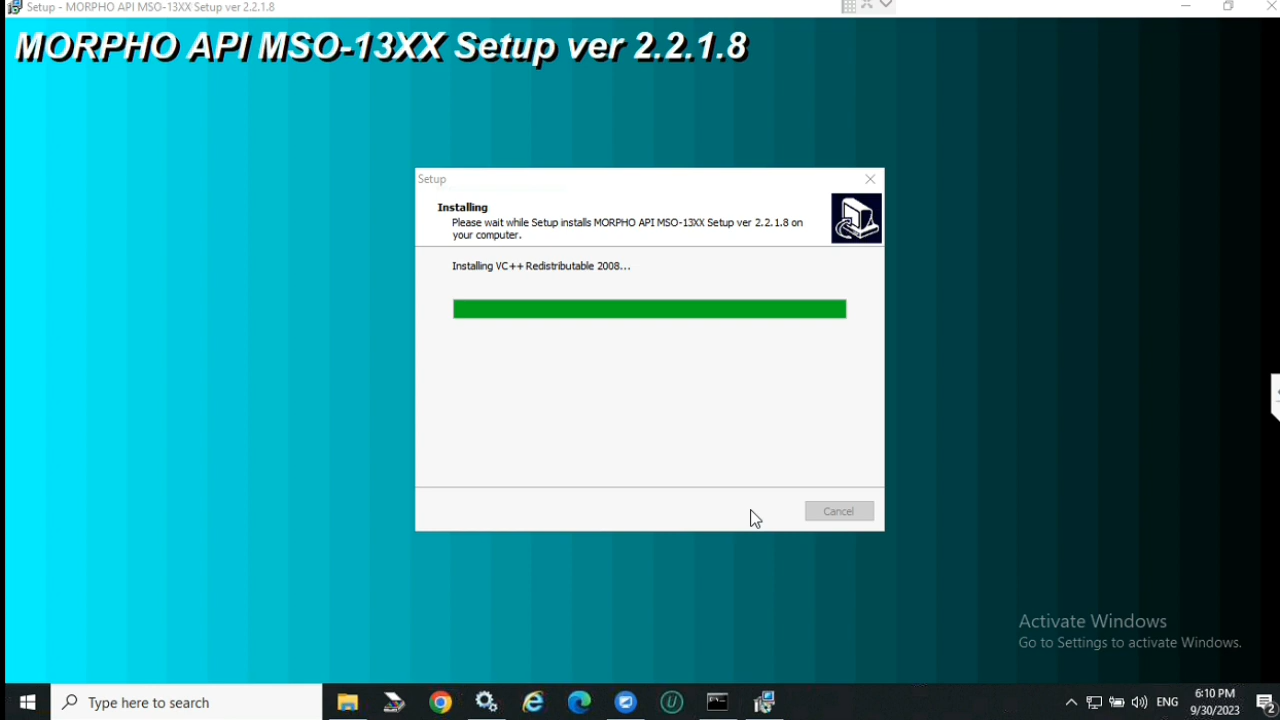 Setup - MORPHO API MSO-13XX Setup ver 2.2.1.8
MORPHO API MSO-13XX Setup ver 2.2.1.8
Setup
Installing
Please wait while Setup installs MORPHO API MSO-13XX Setup ver 2.2.1.8 on
your computer.
Installing VC++ Redistributable 2008...
Cancel
Activate Windows
Go to Settings to activate Windows.
Type here to search
ENG
6:10 PM
9/30/2023
2